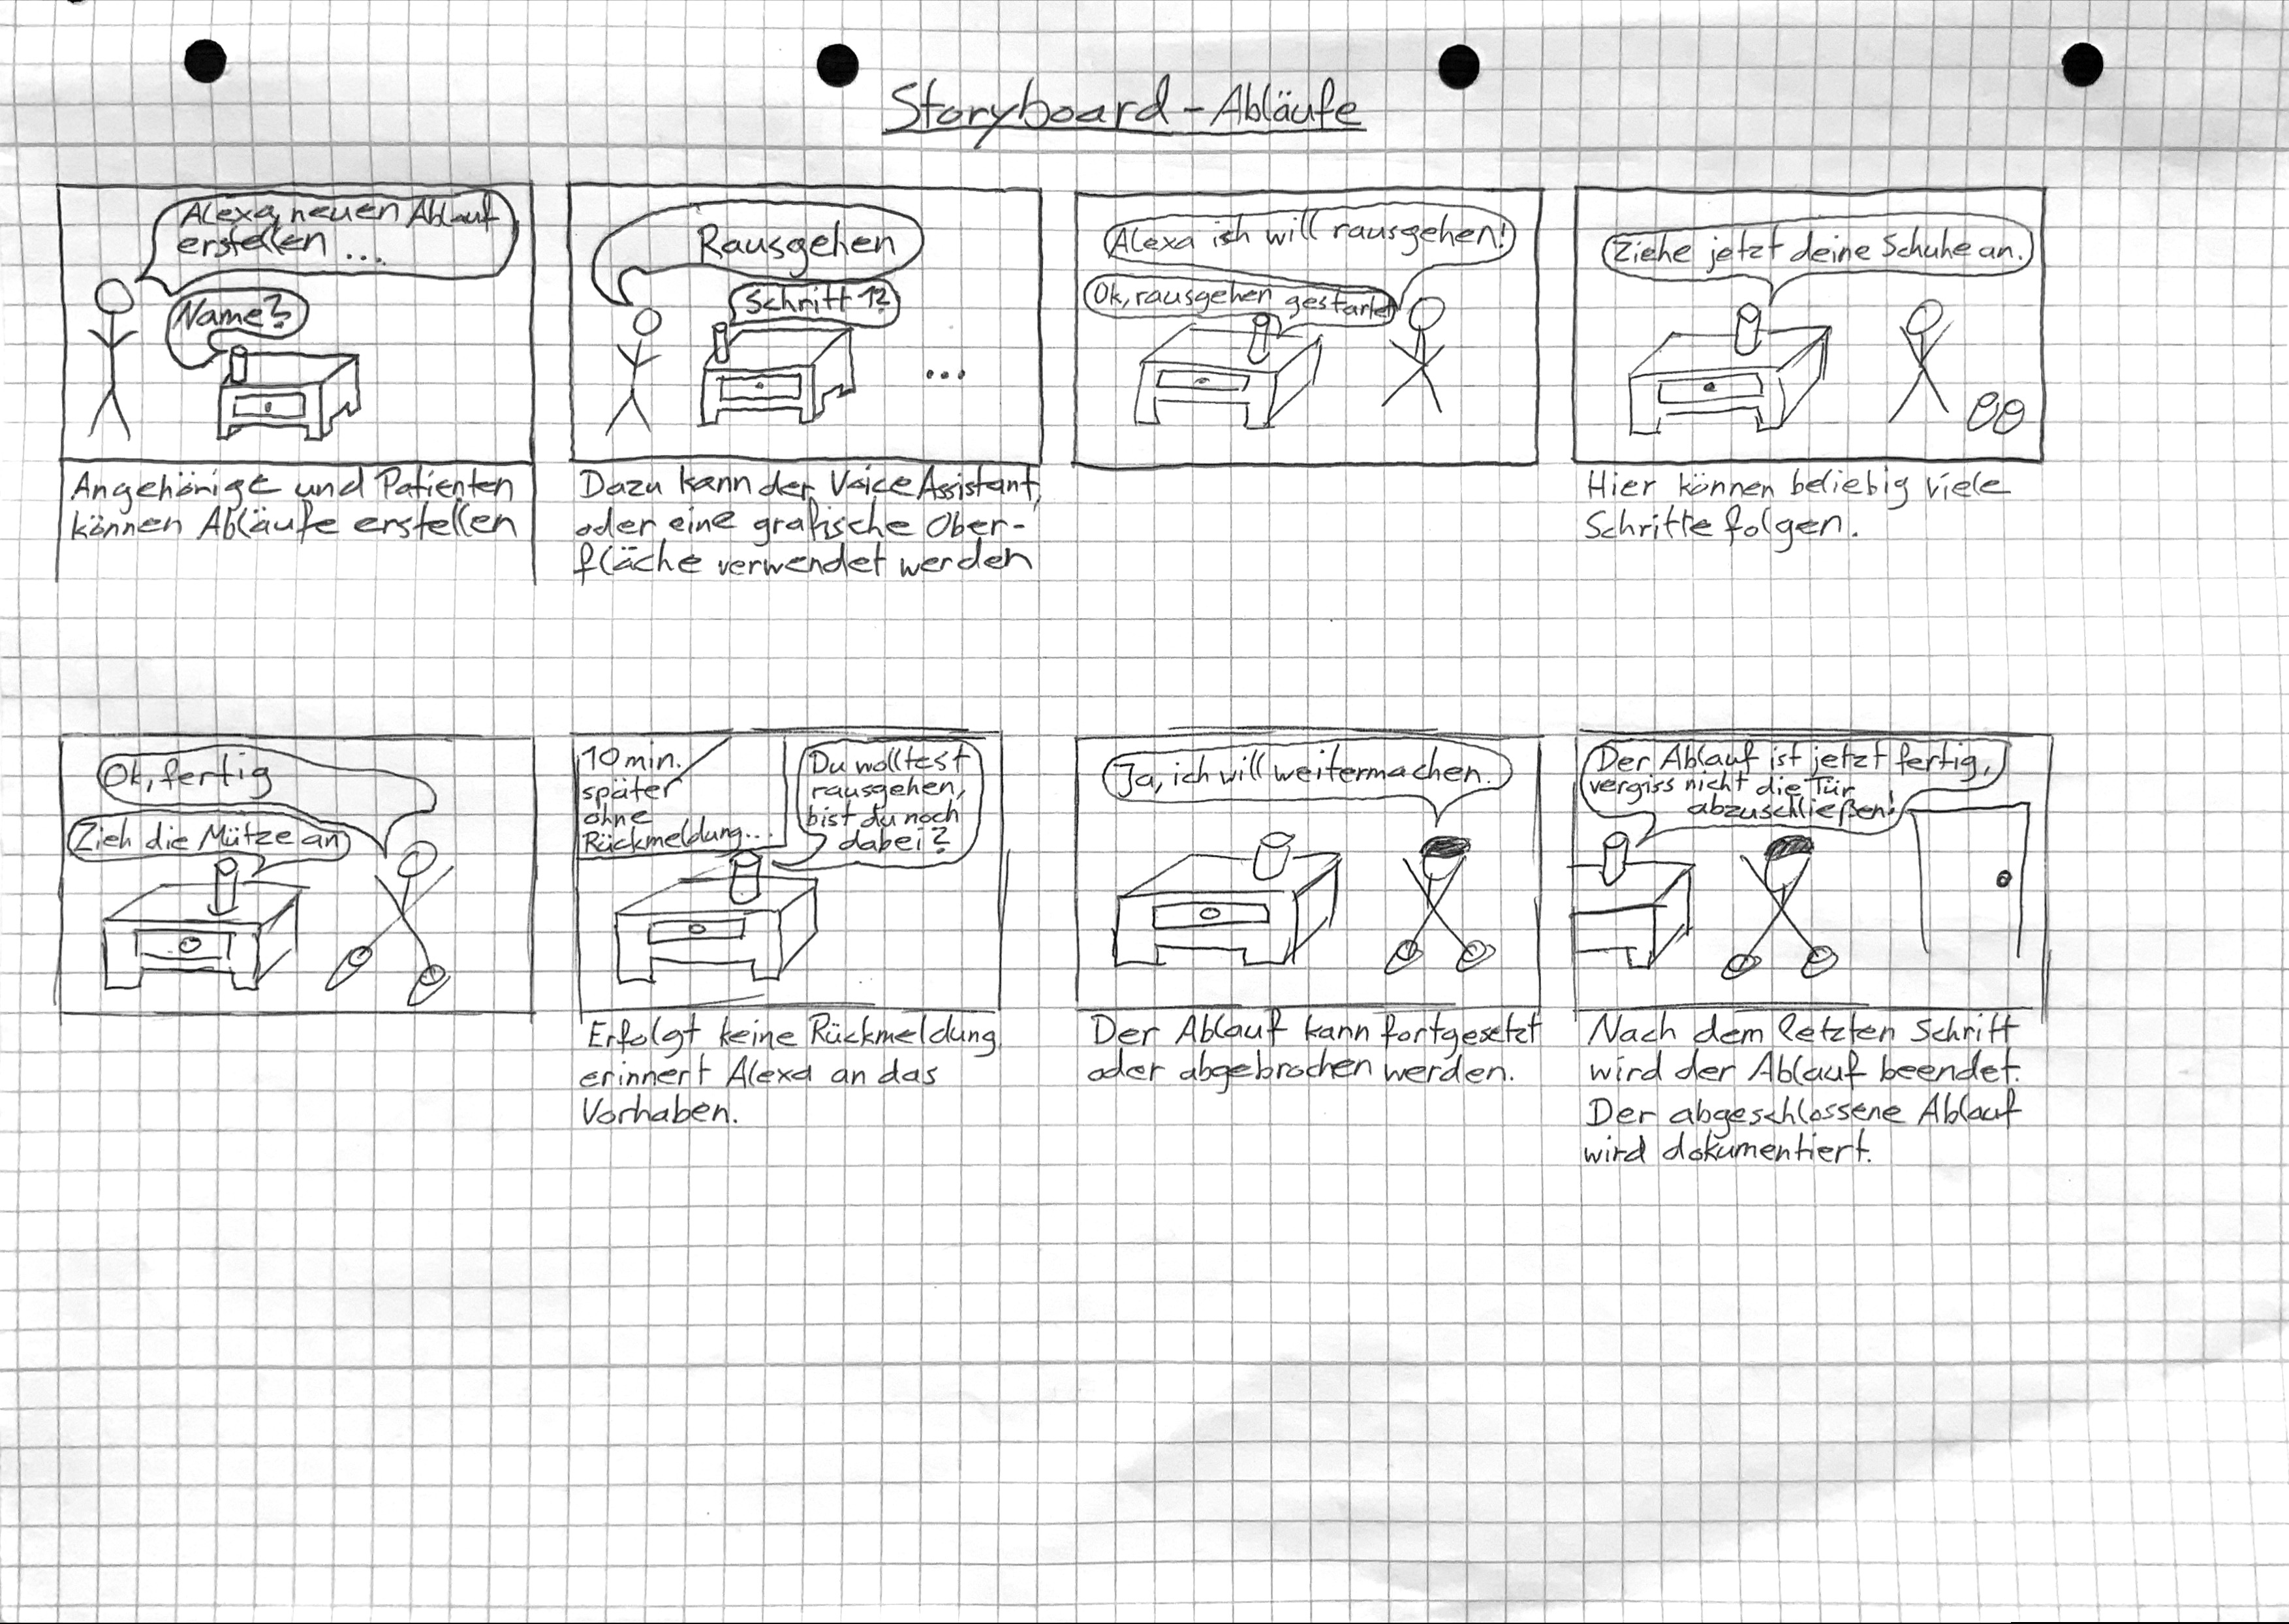 Storyboard - Abläufe
Alexa, neuen Ablauf
erstellen ...
Name?
Angehörige und Patienten
können Abläufe erstellen
Rausgehen
Schritt 1?
...
Dazu kann der Voice Assistant,
oder eine grafische Ober-
fläche verwendet werden
Alexa ich will rausgehen!
Ok, rausgehen gestartet
Ziehe jetzt deine Schuhe an.
Hier können beliebig viele
Schritte folgen.
Ok, fertig
Zieh die Mütze an
10 min.
später
ohne
Rückmeldung...
Du wolltest
rausgehen,
bist du noch
dabei?
Erfolgt keine Rückmeldung
erinnert Alexa an das
Vorhaben.
Ja, ich will weitermachen.
Der Ablauf kann fortgesetzt
oder abgebrochen werden.
Der Ablauf ist jetzt fertig,
vergiss nicht die Tür
abzuschließen!
Nach dem letzten Schritt
wird der Ablauf beendet.
Der abgeschlossene Ablauf
wird dokumentiert.